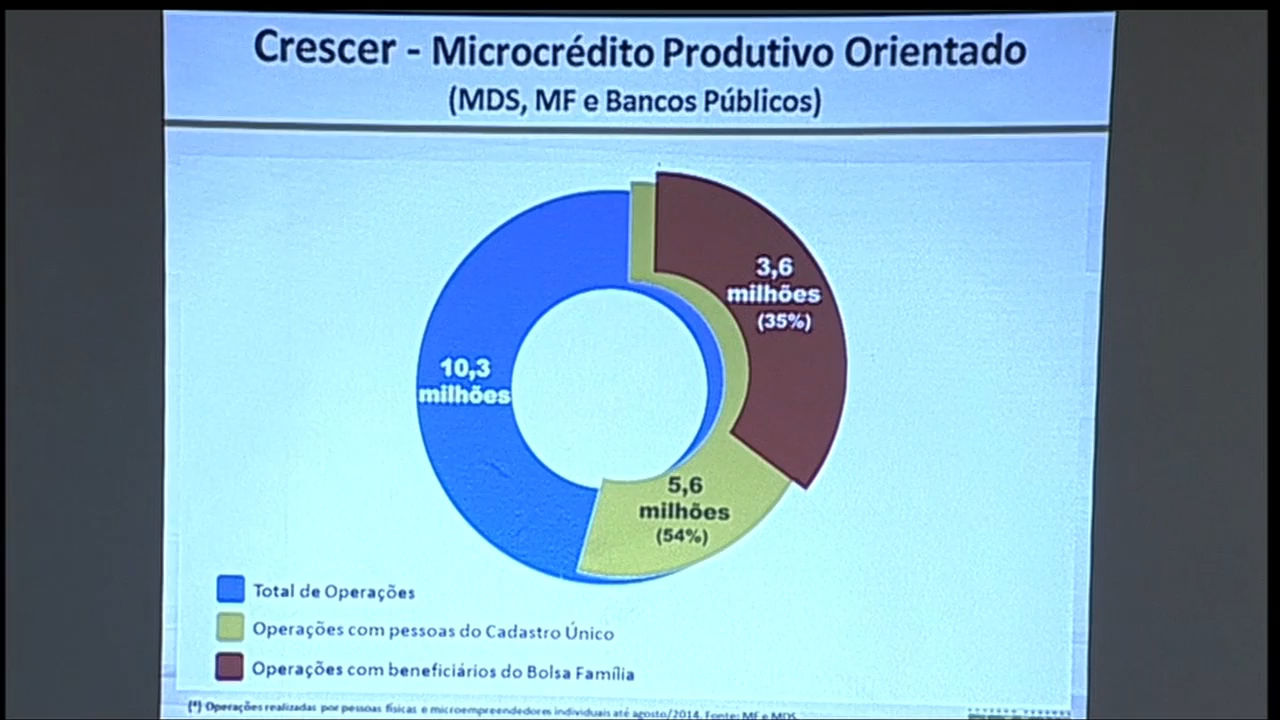 Crescer - Microcrédito Produtivo Orientado
(MDS, MF e Bancos Públicos)
3,6
milhões
(35%)
10,3
milhões
5,6
milhões
(54%)
Total de Operações
Operações com pessoas do Cadastro Único
Operações com beneficiários do Bolsa Família
(*) Operações realizadas por pessoas físicas e microempreendedores individuais até agosto/2014. Fonte: MF e MDS